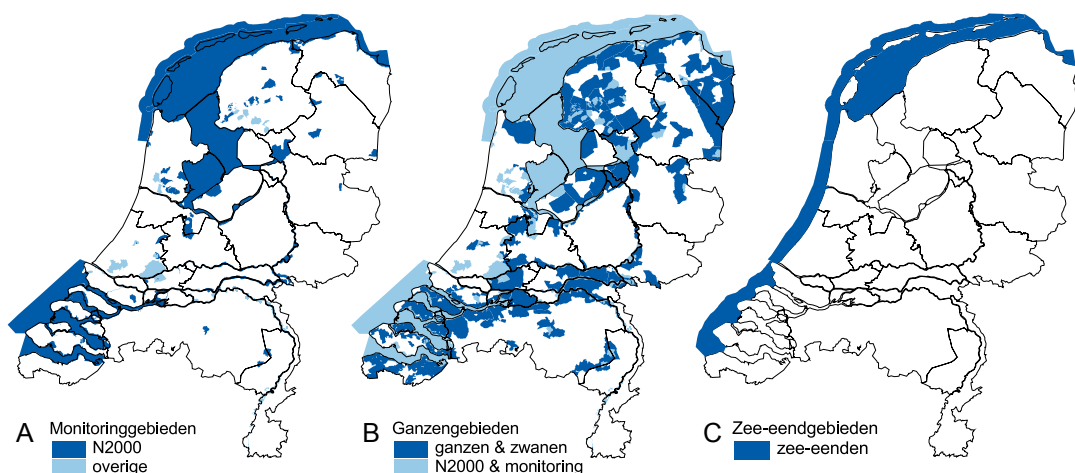 A Monitoringgebieden
N2000
overige
B Ganzengebieden
ganzen & zwanen
N2000 & monitoring
C Zee-eendgebieden
zee-eenden